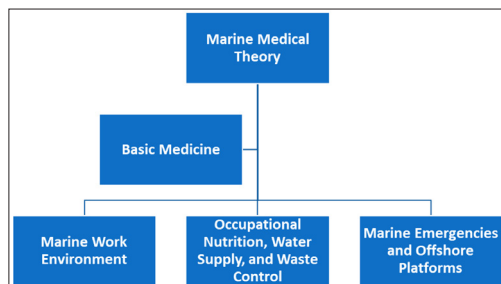 Marine Medical
Theory
Basic Medicine
Marine Work
Environment
Occupational
Nutrition, Water
Supply, and Waste
Control
Marine Emergencies
and Offshore
Platforms